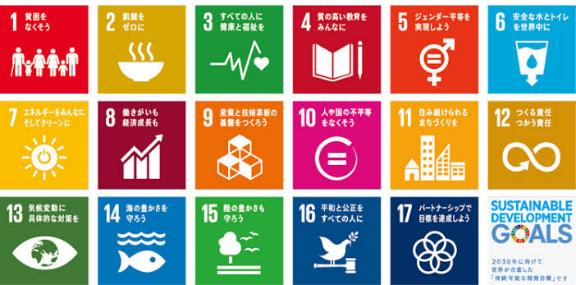 1 貧困を
なくそう
2 飢餓を
ゼロに
3 すべての人に
健康と福祉を
4 質の高い教育を
みんなに
5 ジェンダー平等を
実現しよう
6 安全な水とトイレ
を世界中に
7 エネルギーをみんなに
そしてクリーンに
8 働きがいも
経済成長も
9 産業と技術革新の
基盤をつくろう
10 人や国の不平等
をなくそう
11 住み続けられる
まちづくりを
12 つくる責任
つかう責任
13 気候変動に
具体的な対策を
14 海の豊かさを
守ろう
15 陸の豊かさも
守ろう
16 平和と公正を
すべての人に
17 パートナーシップで
目標を達成しよう
SUSTAINABLE
DEVELOPMENT
GOALS
2030年に向けて
世界が合意した
「持続可能な開発目標」です